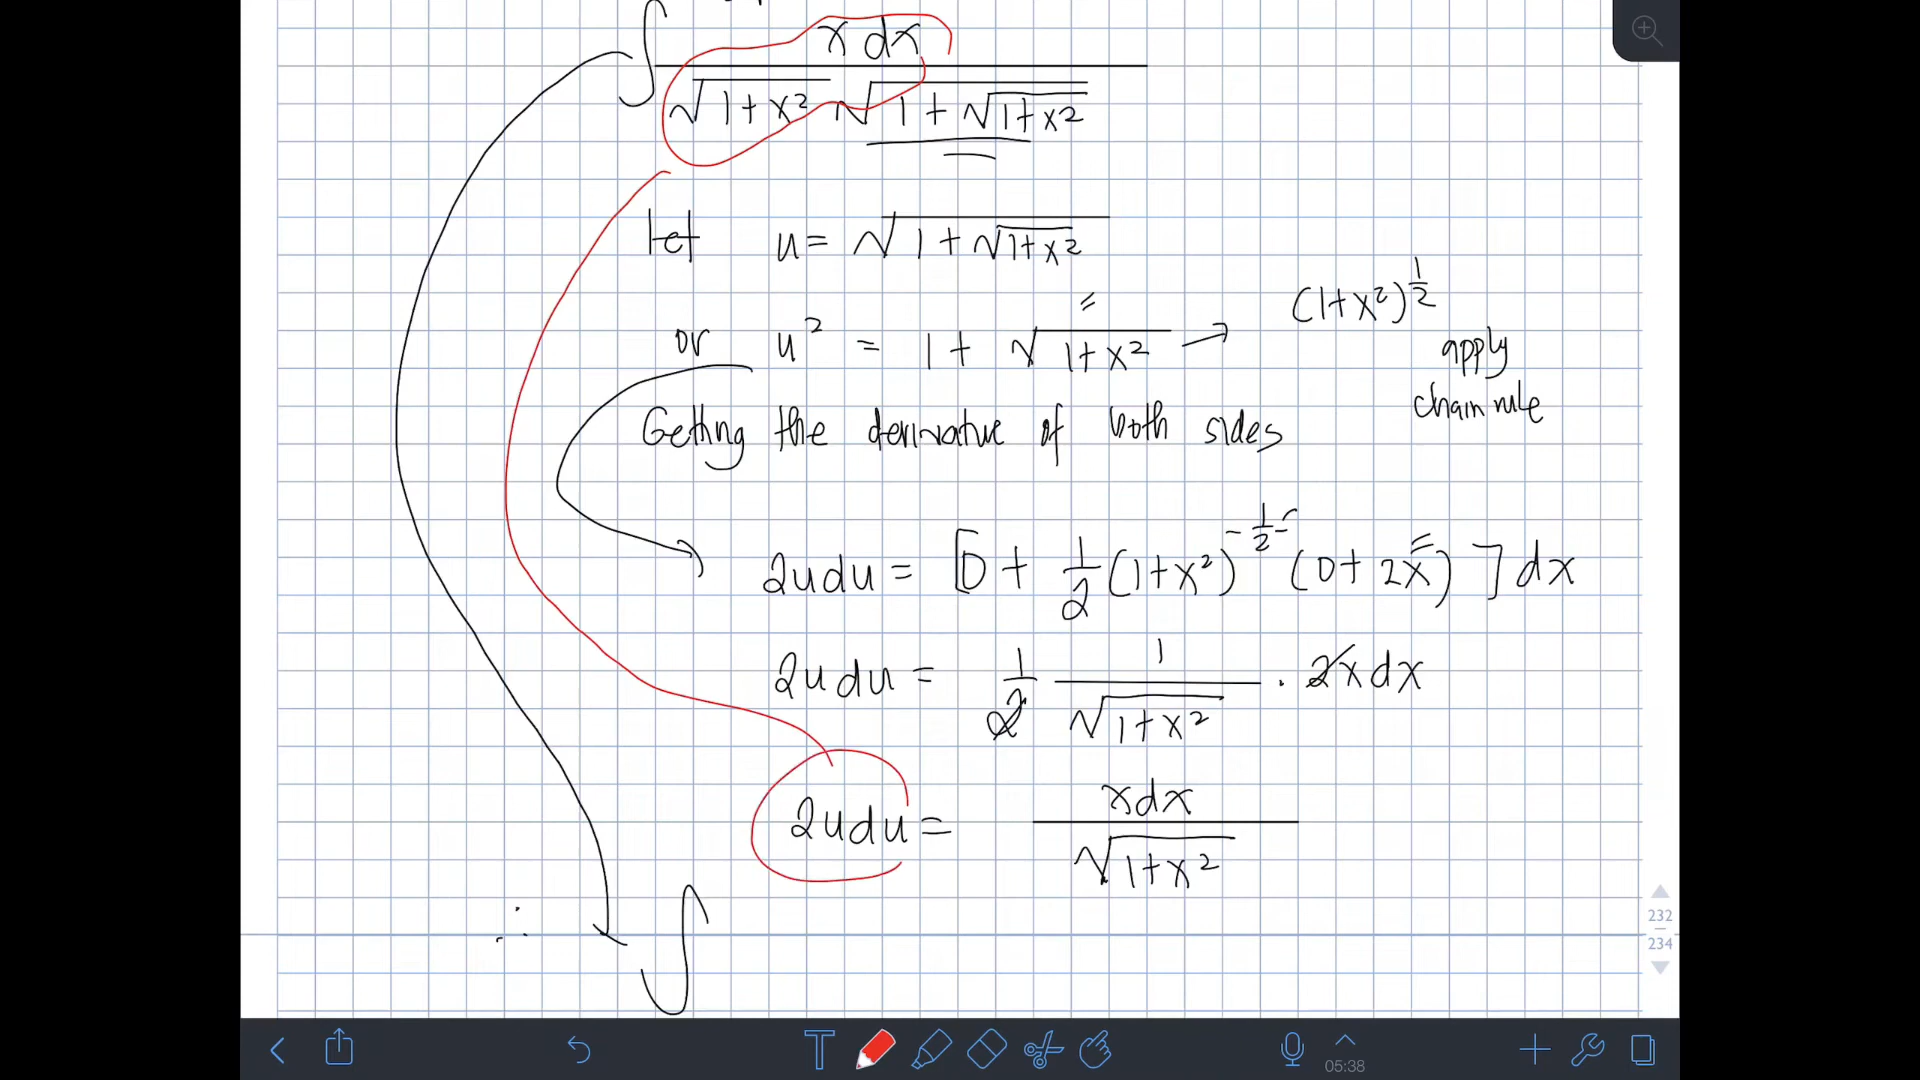 ∫ x dx
√1+x² √1+√1+x²
let u = √1+√1+x²
(1+x²)^1/2
or u² = 1+ √1+x² →
apply
chain rule
Getting the derivative of both sides
2udu = [0 + 1/2 (1+x²)^-1/2 (0+2x)] dx
2udu = 1/2 1/√1+x² · 2xdx
2udu = xdx/√1+x²
∴ ∫
232
234
T
05:38